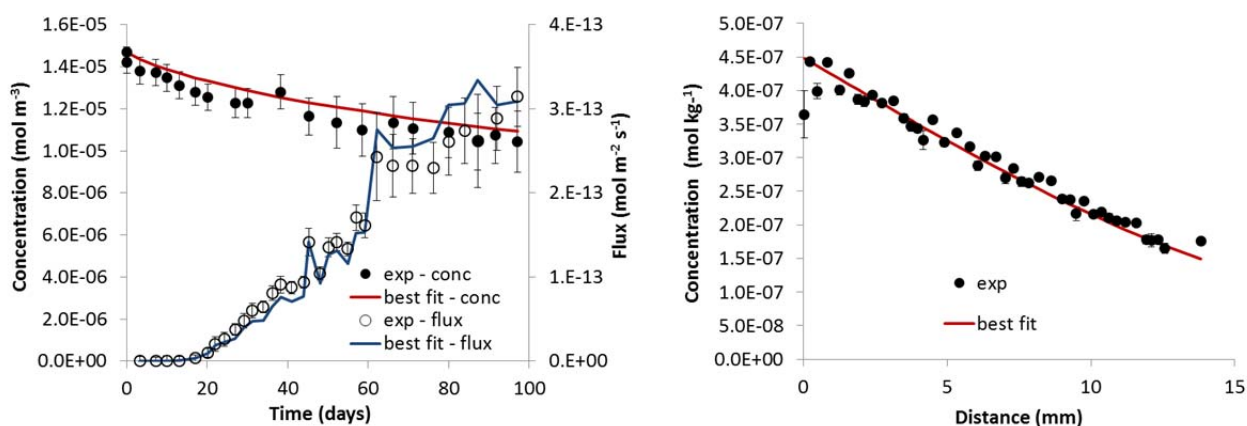 1.6E-05
1.4E-05
1.2E-05
1.0E-05
8.0E-06
6.0E-06
4.0E-06
2.0E-06
0.0E+00
Concentration (mol m⁻³)
0 20 40 60 80 100
Time (days)
4.E-13
3.E-13
2.E-13
1.E-13
0.E+00
Flux (mol m⁻² s⁻¹)
exp - conc
best fit - conc
exp - flux
best fit - flux
5.0E-07
4.5E-07
4.0E-07
3.5E-07
3.0E-07
2.5E-07
2.0E-07
1.5E-07
1.0E-07
5.0E-08
0.0E+00
Concentration (mol kg⁻¹)
0 5 10 15
Distance (mm)
exp
best fit